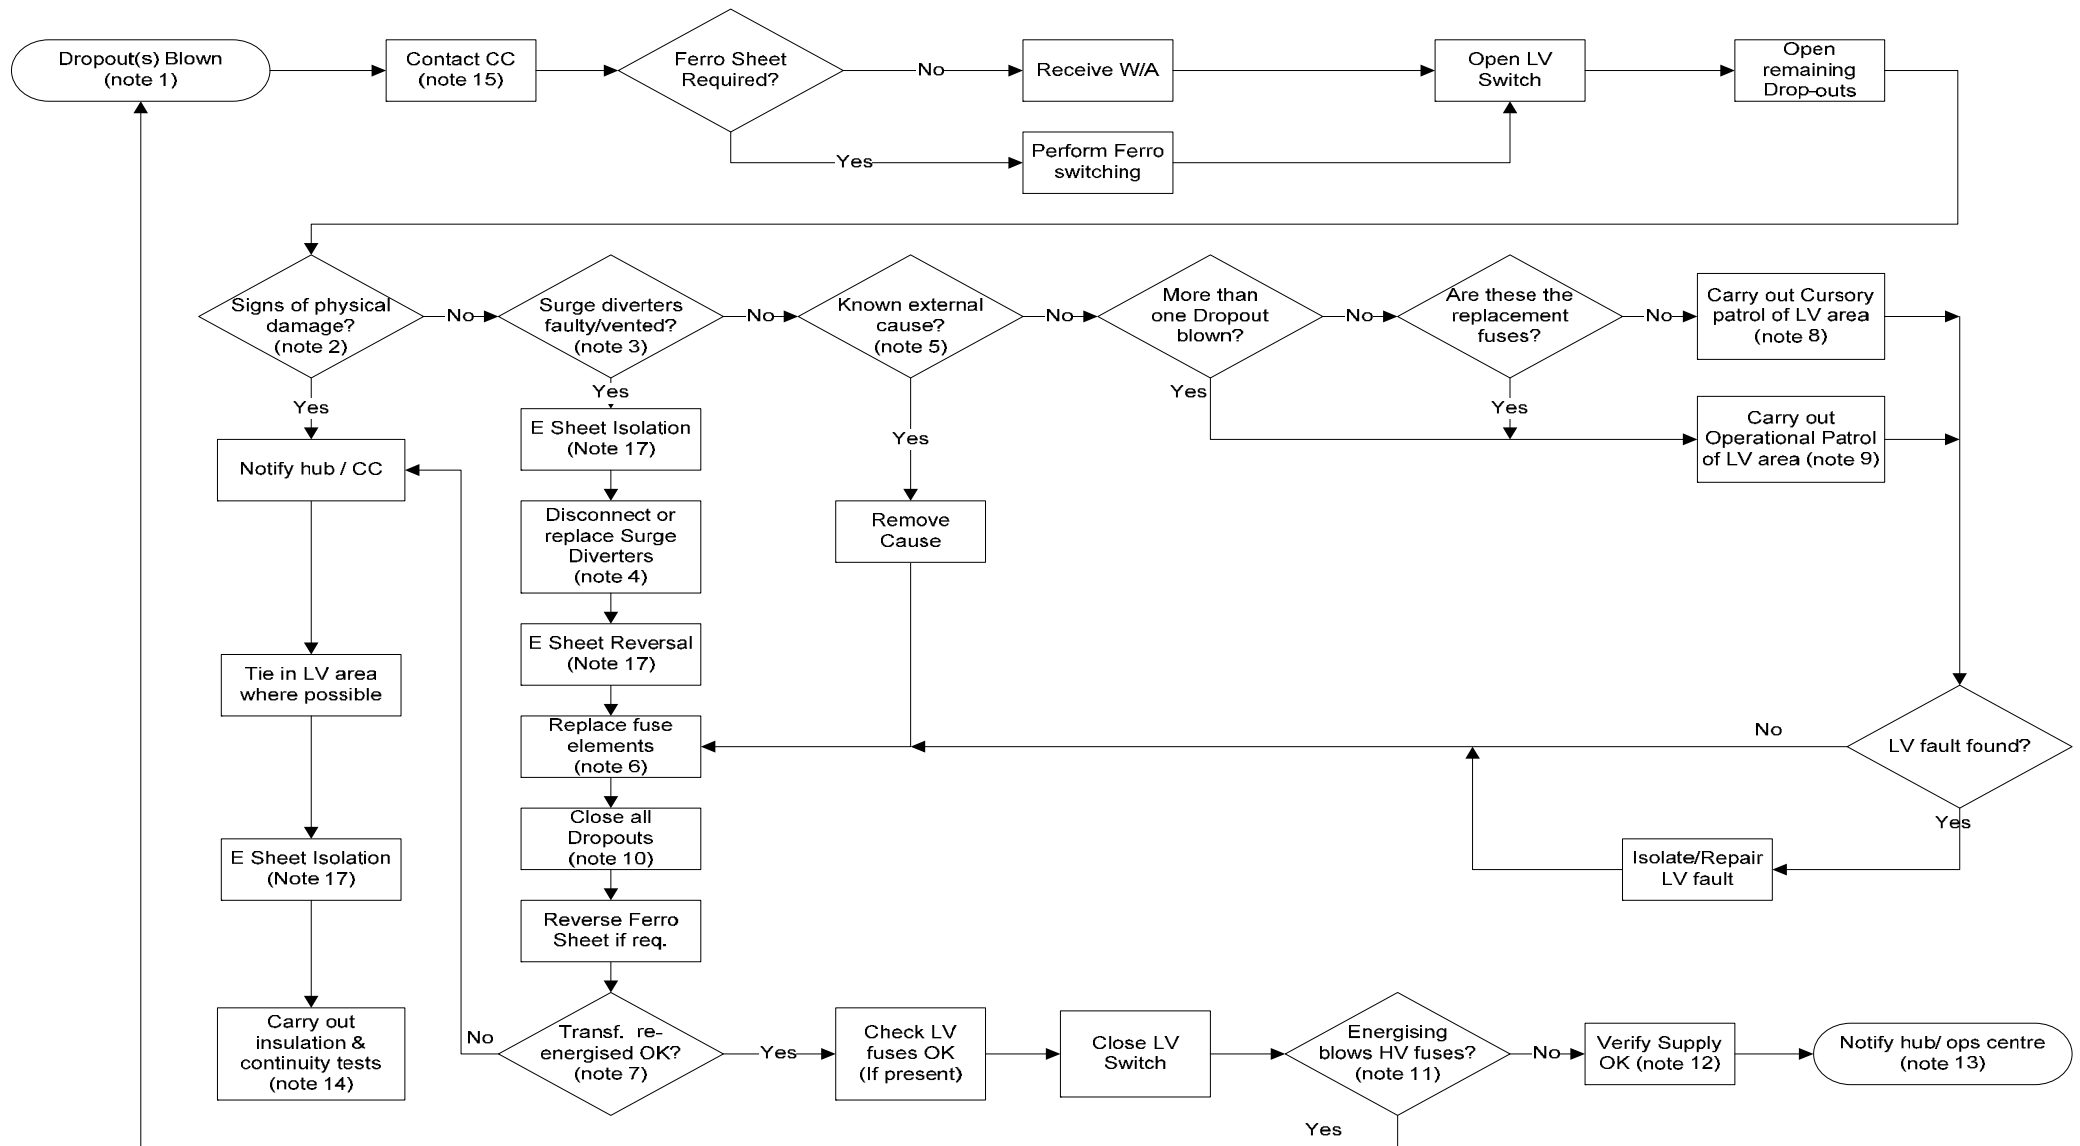 Dropout(s) Blown
(note 1)
Contact CC
(note 15)
Ferro Sheet
Required?
No
Receive W/A
Open LV
Switch
Open
remaining
Drop-outs
Yes
Perform Ferro
switching
Signs of physical
damage?
(note 2)
No
Surge diverters
faulty/vented?
(note 3)
No
Known external
cause?
(note 5)
No
More than
one Dropout
blown?
No
Are these the
replacement
fuses?
No
Carry out Cursory
patrol of LV area
(note 8)
Yes
Yes
Yes
Yes
Yes
Carry out
Operational Patrol
of LV area (note 9)
Notify hub / CC
E Sheet Isolation
(Note 17)
Disconnect or
replace Surge
Diverters
(note 4)
Remove
Cause
E Sheet Reversal
(Note 17)
Tie in LV area
where possible
Replace fuse
elements
(note 6)
No
LV fault found?
Yes
Close all
Dropouts
(note 10)
Isolate/Repair
LV fault
E Sheet Isolation
(Note 17)
Reverse Ferro
Sheet if req.
Carry out
insulation &
continuity tests
(note 14)
No
Transf. re-
energised OK?
(note 7)
Yes
Check LV
fuses OK
(If present)
Close LV
Switch
Energising
blows HV fuses?
(note 11)
No
Verify Supply
OK (note 12)
Notify hub/ ops centre
(note 13)
Yes